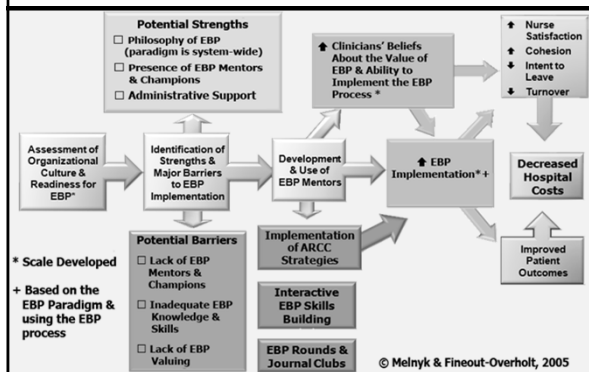 Potential Strengths
☐ Philosophy of EBP
(paradigm is system-wide)
☐ Presence of EBP Mentors
& Champions
☐ Administrative Support
⬆ Clinicians' Beliefs
About the Value of
EBP & Ability to
Implement the EBP
Process *
⬆ Nurse
Satisfaction
⬆ Cohesion
⬇ Intent to
Leave
⬇ Turnover
Assessment of
Organizational
Culture &
Readiness for
EBP*
Identification of
Strengths &
Major Barriers
to EBP
Implementation
Development
& Use of
EBP Mentors
⬆ EBP
Implementation*+
Decreased
Hospital
Costs
Potential Barriers
☐ Lack of EBP
Mentors &
Champions
☐ Inadequate EBP
Knowledge &
Skills
☐ Lack of EBP
Valuing
Implementation
of ARCC
Strategies
Interactive
EBP Skills
Building
EBP Rounds &
Journal Clubs
Improved
Patient
Outcomes
* Scale Developed
+ Based on the
EBP Paradigm &
using the EBP
process
© Melnyk & Fineout-Overholt, 2005